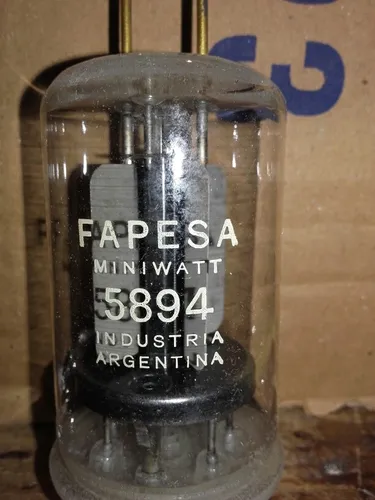 FAPESA
MINIWATT
5894
INDUSTRIA
ARGENTINA